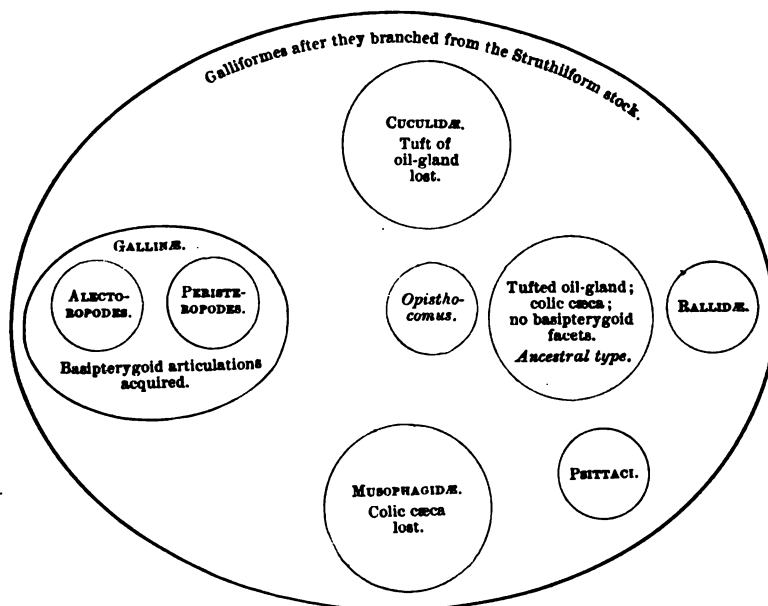 Galliformes after they branched from the Struthiiform stock.
CUCULIDÆ.
Tuft of
oil-gland
lost.
GALLINÆ.
ALECTO-
ROPODES.
PERISTE-
ROPODES.
Basipterygoid articulations
acquired.
Opistho-
comus.
Tufted oil-gland;
colic cæca;
no basipterygoid
facets.
Ancestral type.
RALLIDÆ.
MUSOPHAGIDÆ.
Colic cæca
lost.
PSITTACI.